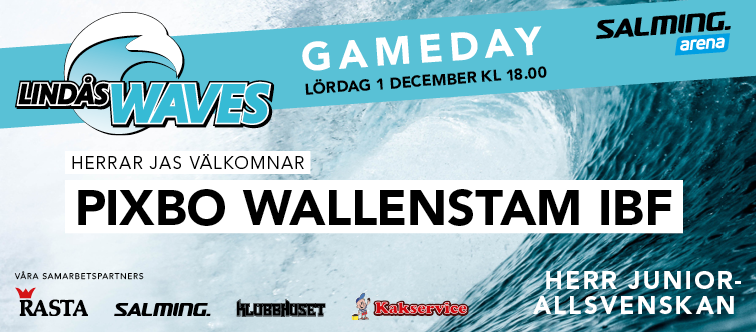 LINDÅS WAVES
GAMEDAY
LÖRDAG 1 DECEMBER KL 18.00
SALMING.
arena
HERRAR JAS VÄLKOMNAR
PIXBO WALLENSTAM IBF
VÅRA SAMARBETSPARTNERS
RASTA SALMING. KLUBBHUSET Kakservice
HERR JUNIOR-
ALLSVENSKAN